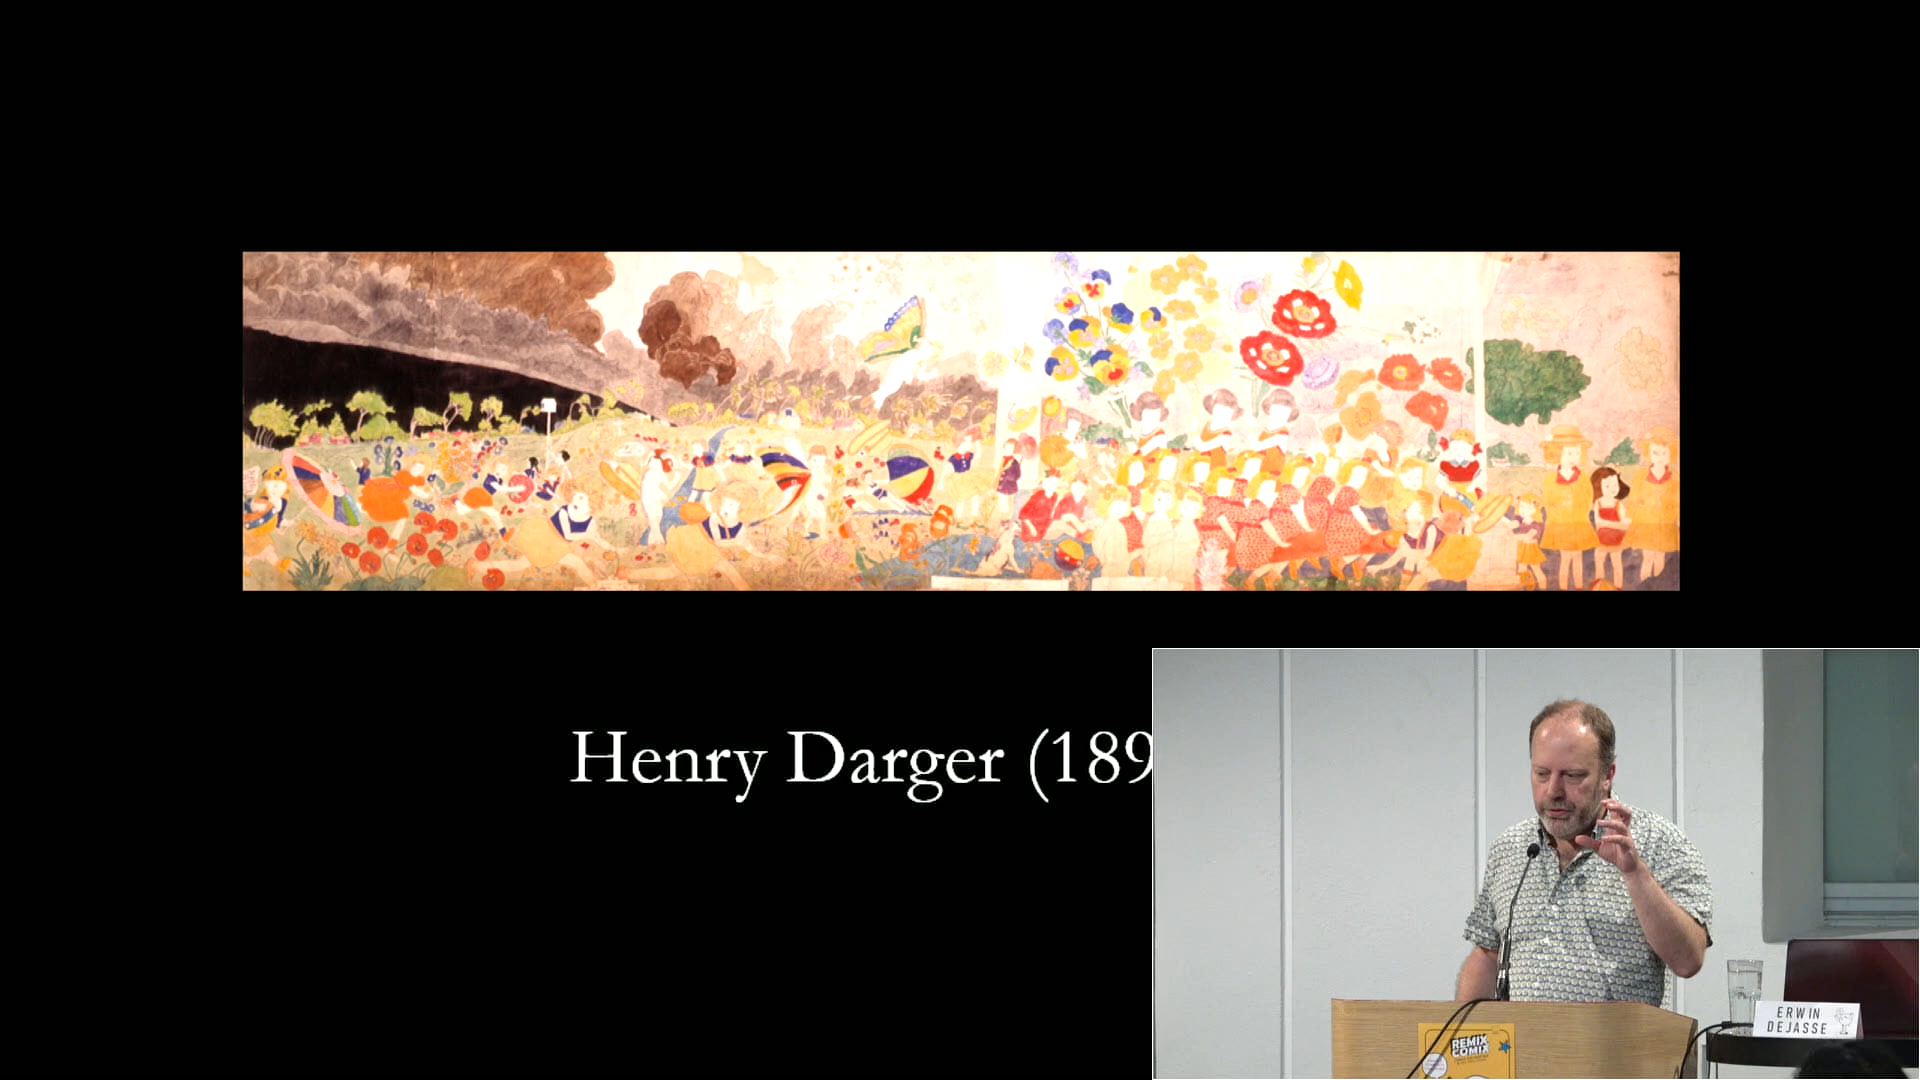 Henry Darger (189
ERWIN
DEJASSE
REMIX
COMIX